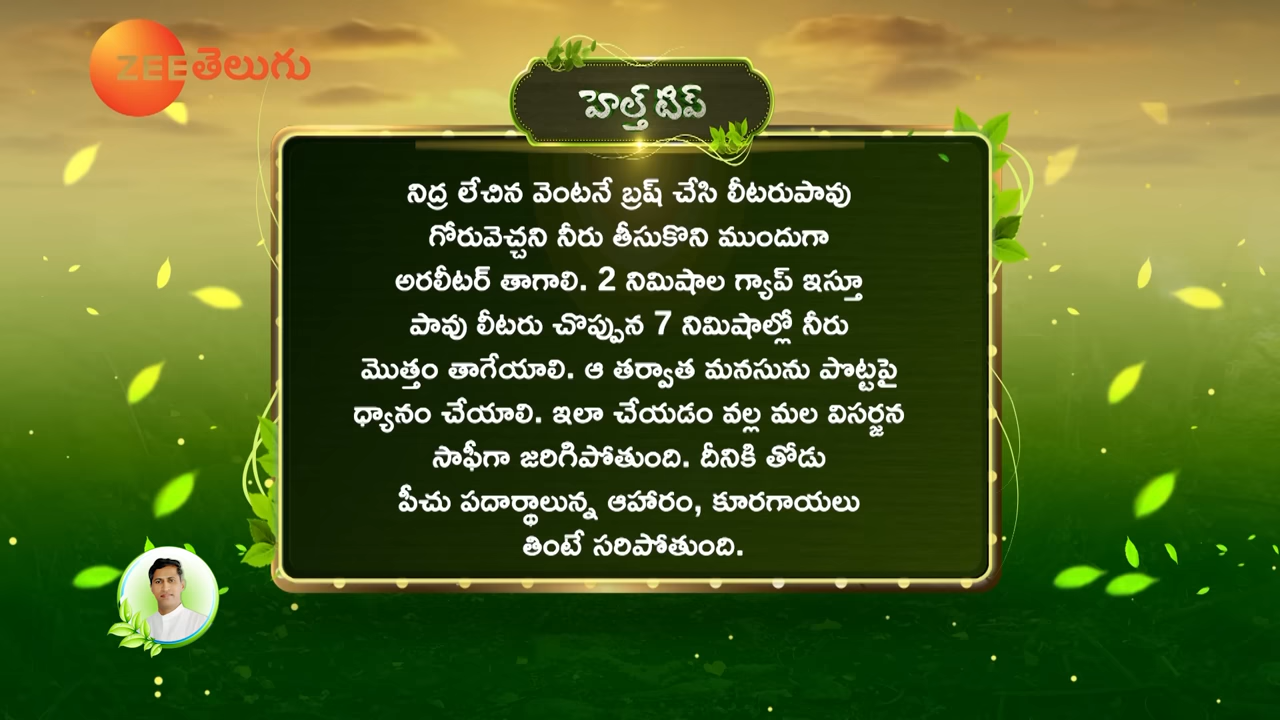 ZEE తెలుగు
హెల్త్ టిప్
నిద్ర లేచిన వెంటనే బ్రష్ చేసి లీటరుపావు
గోరువెచ్చని నీరు తీసుకొని ముందుగా
అరలీటర్ తాగాలి. 2 నిమిషాల గ్యాప్ ఇస్తూ
పావు లీటరు చొప్పున 7 నిమిషాల్లో నీరు
మొత్తం తాగేయాలి. ఆ తర్వాత మనసును పొట్టపై
ధ్యానం చేయాలి. ఇలా చేయడం వల్ల మల విసర్జన
సాఫీగా జరిగిపోతుంది. దీనికి తోడు
పీచు పదార్థాలున్న ఆహారం, కూరగాయలు
తింటే సరిపోతుంది.